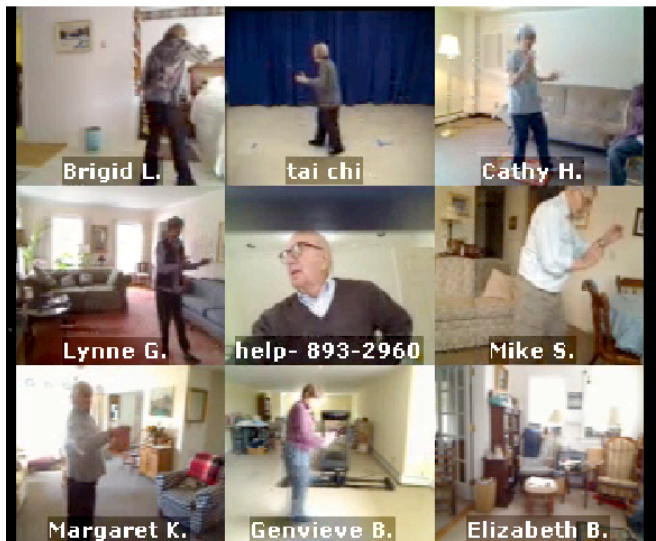 Brigid L.
tai chi
Cathy H.
Lynne G.
help- 893-2960
Mike S.
Margaret K.
Genvieve B.
Elizabeth B.